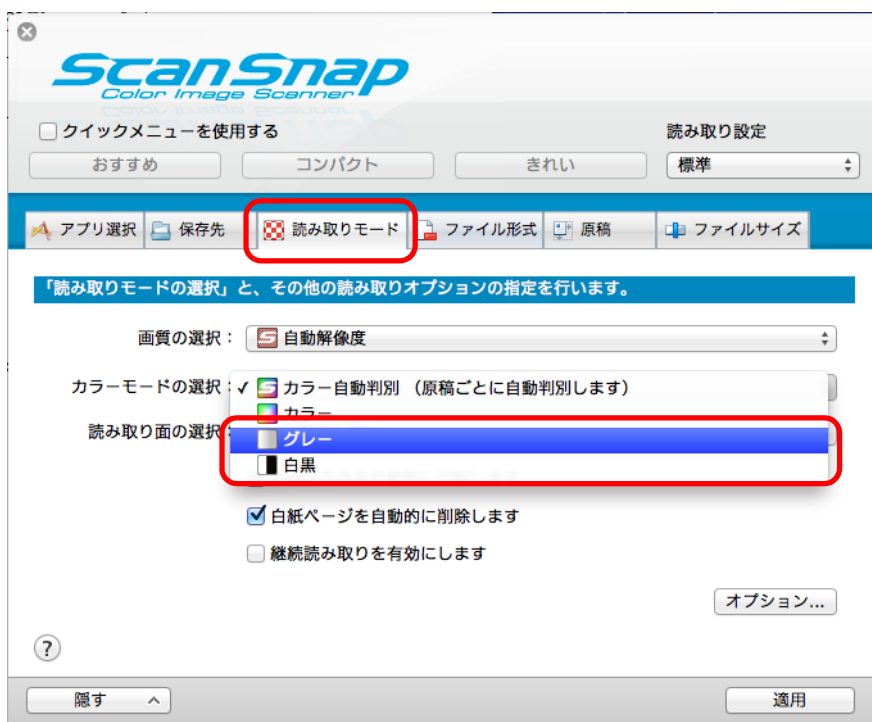 ScanSnap
Color Image Scanner
クイックメニューを使用する
読み取り設定
おすすめ
コンパクト
きれい
標準
アプリ選択
保存先
読み取りモード
ファイル形式
原稿
ファイルサイズ
「読み取りモードの選択」と、その他の読み取りオプションの指定を行います。
画質の選択：
自動解像度
カラーモードの選択：
カラー自動判別 （原稿ごとに自動判別します）
カラー
読み取り面の選択：
グレー
白黒
白紙ページを自動的に削除します
継続読み取りを有効にします
オプション...
?
隠す
適用